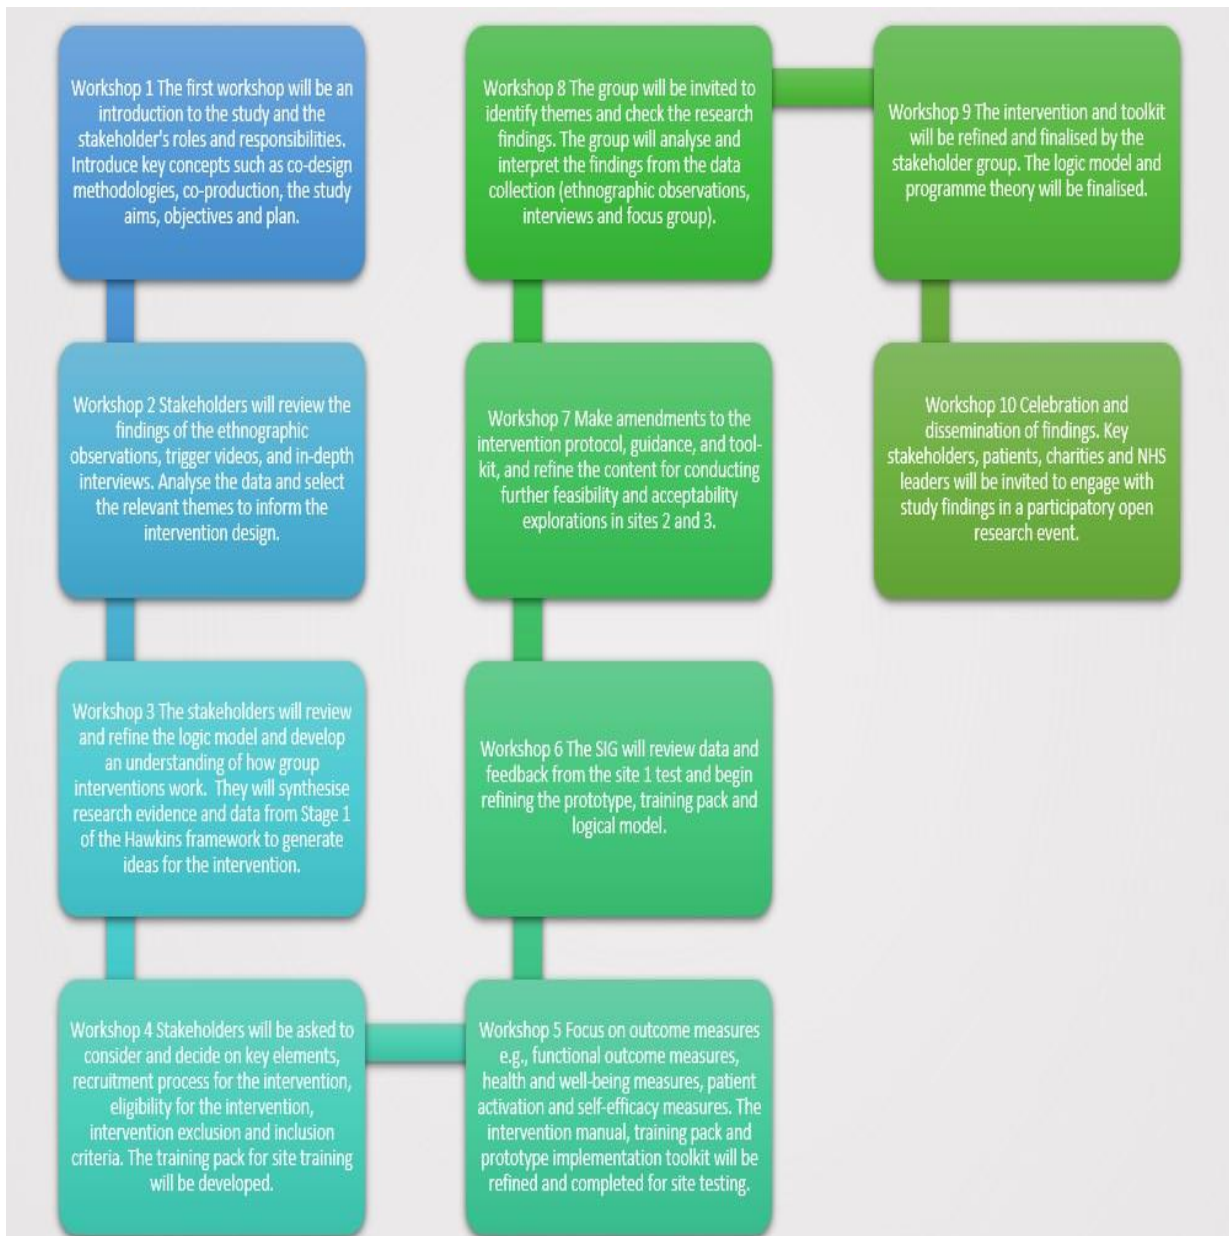 Workshop 1 The first workshop will be an
introduction to the study and the
stakeholder's roles and responsibilities.
Introduce key concepts such as co-design
methodologies, co-production, the study
aims, objectives and plan.
Workshop 2 Stakeholders will review the
findings of the ethnographic
observations, trigger videos, and in-depth
interviews. Analyse the data and select
the relevant themes to inform the
intervention design.
Workshop 3 The stakeholders will review
and refine the logic model and develop
an understanding of how group
interventions work. They will synthesise
research evidence and data from Stage 1
of the Hawkins framework to generate
ideas for the intervention.
Workshop 4 Stakeholders will be asked to
consider and decide on key elements,
recruitment process for the intervention,
eligibility for the intervention,
intervention exclusion and inclusion
criteria. The training pack for site training
will be developed.
Workshop 5 Focus on outcome measures
e.g., functional outcome measures,
health and well-being measures, patient
activation and self-efficacy measures. The
intervention manual, training pack and
prototype implementation toolkit will be
refined and completed for site testing.
Workshop 6 The SIG will review data and
feedback from the site 1 test and begin
refining the prototype, training pack and
logical model.
Workshop 7 Make amendments to the
intervention protocol, guidance, and tool-
kit, and refine the content for conducting
further feasibility and acceptability
explorations in sites 2 and 3.
Workshop 8 The group will be invited to
identify themes and check the research
findings. The group will analyse and
interpret the findings from the data
collection (ethnographic observations,
interviews and focus group).
Workshop 9 The intervention and toolkit
will be refined and finalised by the
stakeholder group. The logic model and
programme theory will be finalised.
Workshop 10 Celebration and
dissemination of findings. Key
stakeholders, patients, charities and NHS
leaders will be invited to engage with
study findings in a participatory open
research event.